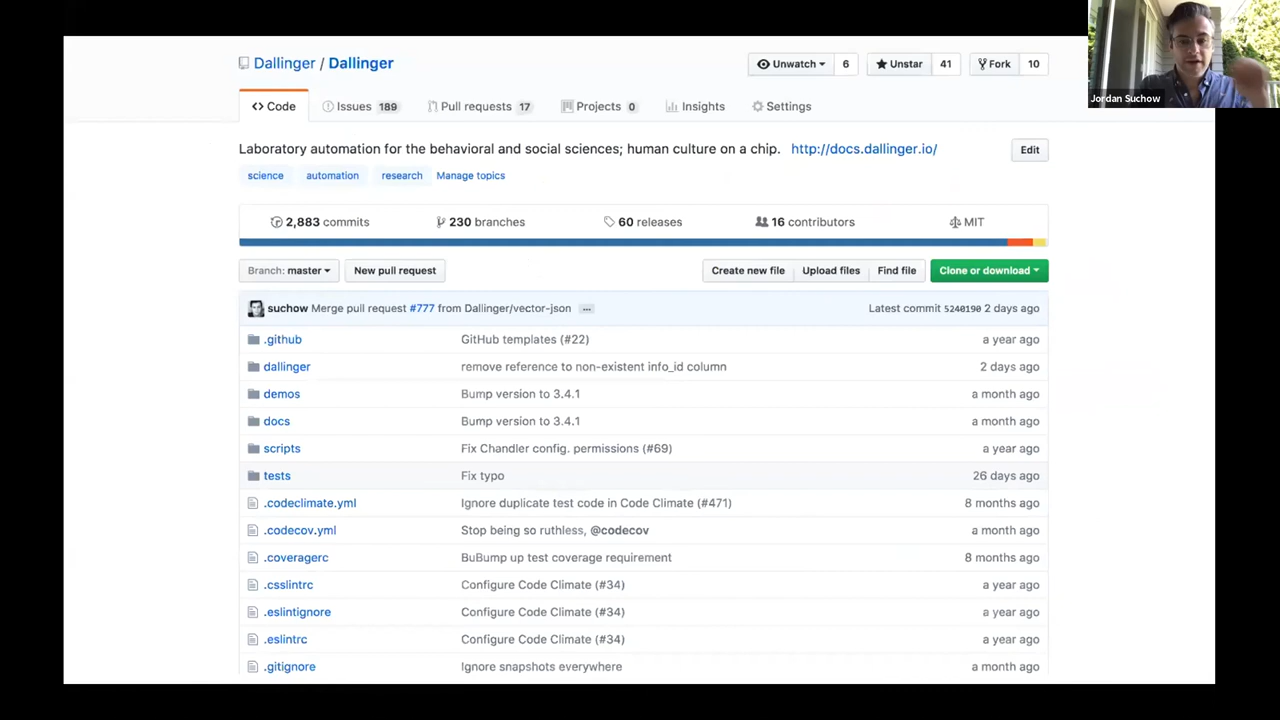 Jordan Suchow
Dallinger / Dallinger
Unwatch 6 Unstar 41 Fork 10
Code Issues 189 Pull requests 17 Projects 0 Insights Settings
Laboratory automation for the behavioral and social sciences; human culture on a chip. http://docs.dallinger.io/ Edit
science automation research Manage topics
2,883 commits 230 branches 60 releases 16 contributors MIT
Branch: master New pull request Create new file Upload files Find file Clone or download
suchow Merge pull request #777 from Dallinger/vector-json ... Latest commit 5240190 2 days ago
.github GitHub templates (#22) a year ago
dallinger remove reference to non-existent info_id column 2 days ago
demos Bump version to 3.4.1 a month ago
docs Bump version to 3.4.1 a month ago
scripts Fix Chandler config. permissions (#69) a year ago
tests Fix typo 26 days ago
.codeclimate.yml Ignore duplicate test code in Code Climate (#471) 8 months ago
.codecov.yml Stop being so ruthless, @codecov a month ago
.coveragerc BuBump up test coverage requirement 8 months ago
.csslintrc Configure Code Climate (#34) a year ago
.eslintignore Configure Code Climate (#34) a year ago
.eslintrc Configure Code Climate (#34) a year ago
.gitignore Ignore snapshots everywhere a month ago